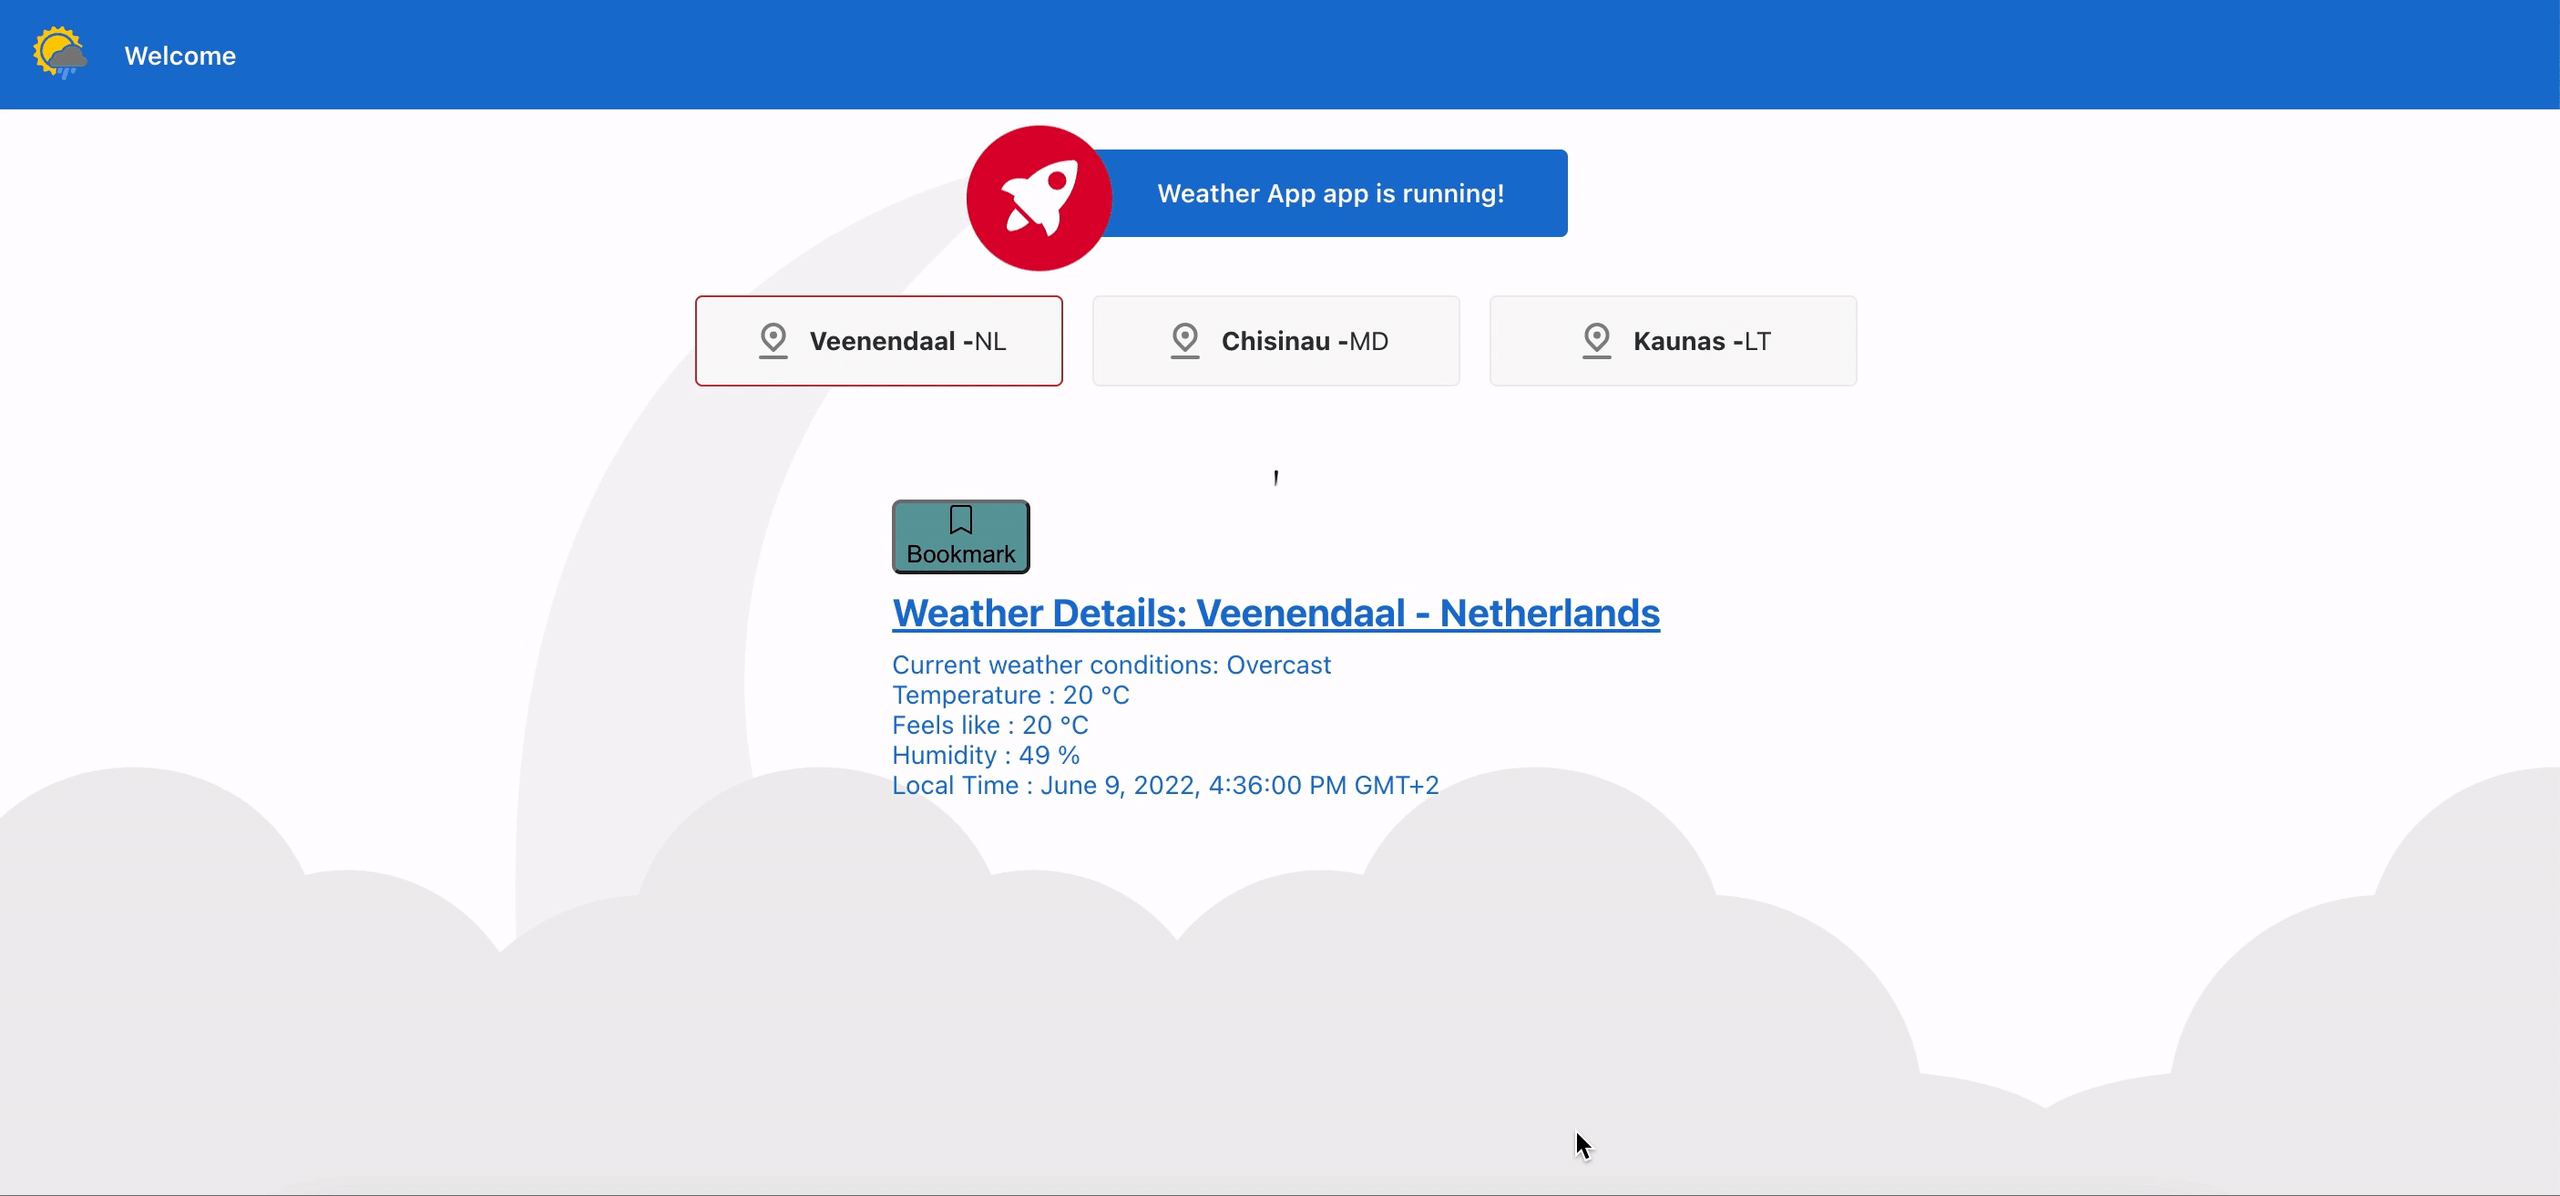 Welcome
Weather App app is running!
Veenendaal -NL
Chisinau -MD
Kaunas -LT
Bookmark
Weather Details: Veenendaal - Netherlands
Current weather conditions: Overcast
Temperature : 20 °C
Feels like : 20 °C
Humidity : 49 %
Local Time : June 9, 2022, 4:36:00 PM GMT+2